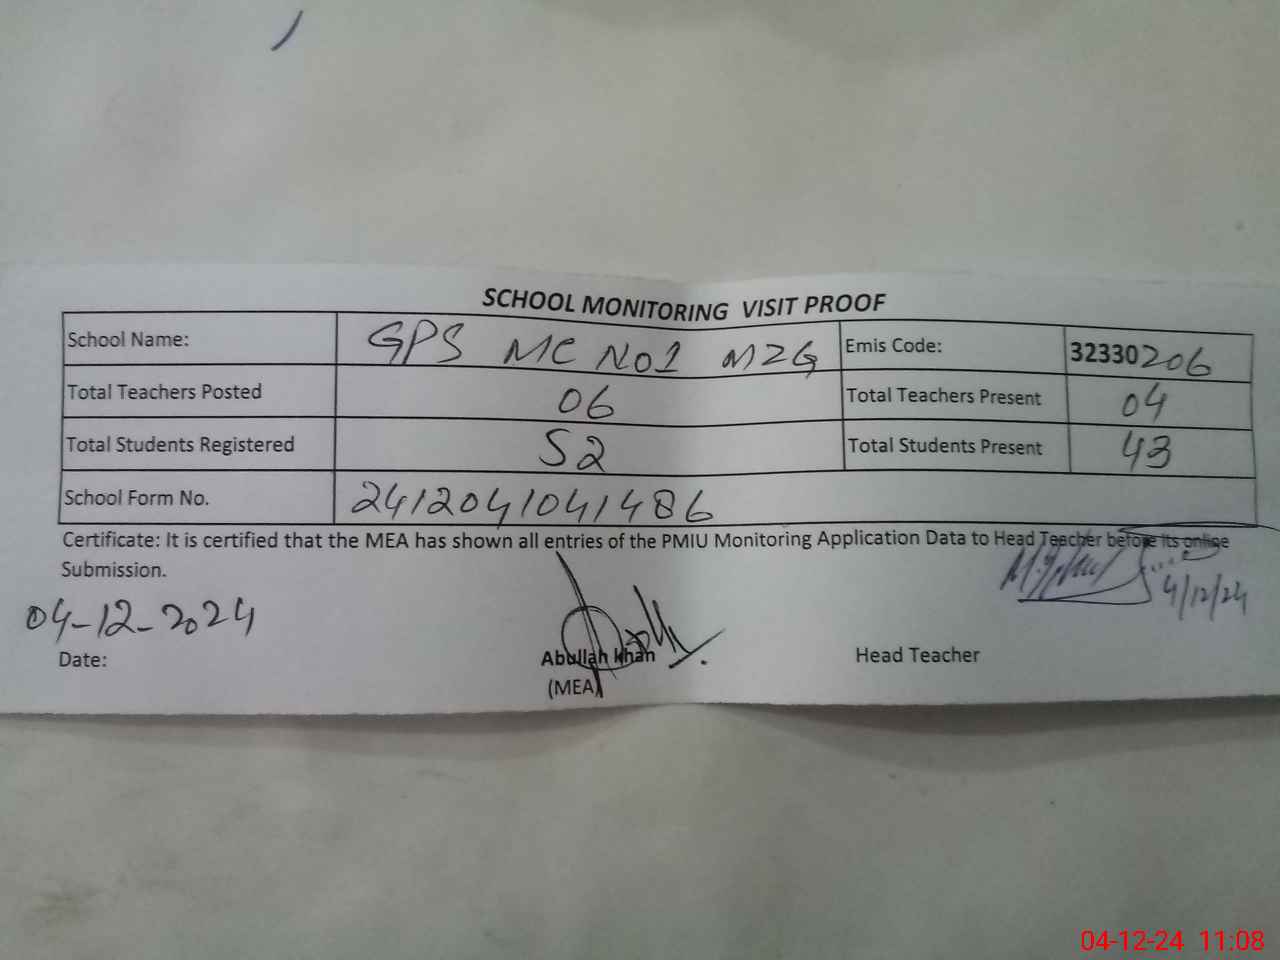 SCHOOL MONITORING VISIT PROOF
School Name: GPS MC No1 MZG Emis Code: 32330206
Total Teachers Posted 06 Total Teachers Present 04
Total Students Registered 52 Total Students Present 43
School Form No. 2412041041486
Certificate: It is certified that the MEA has shown all entries of the PMIU Monitoring Application Data to Head Teacher before its online
Submission.
4/12/24
04-12-2024
Date: Abullah khan Head Teacher
(MEA)
04-12-24 11:08